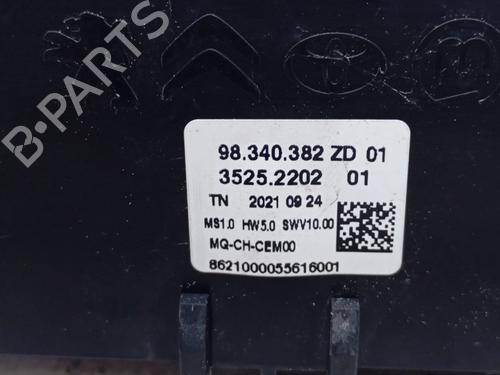 B-PARTS
98.340.382 ZD 01
3525.2202 01
TN 2021 09 24
MS1.0 HW5.0 SWV10.00
MQ-CH-CEM00
8621000055616001